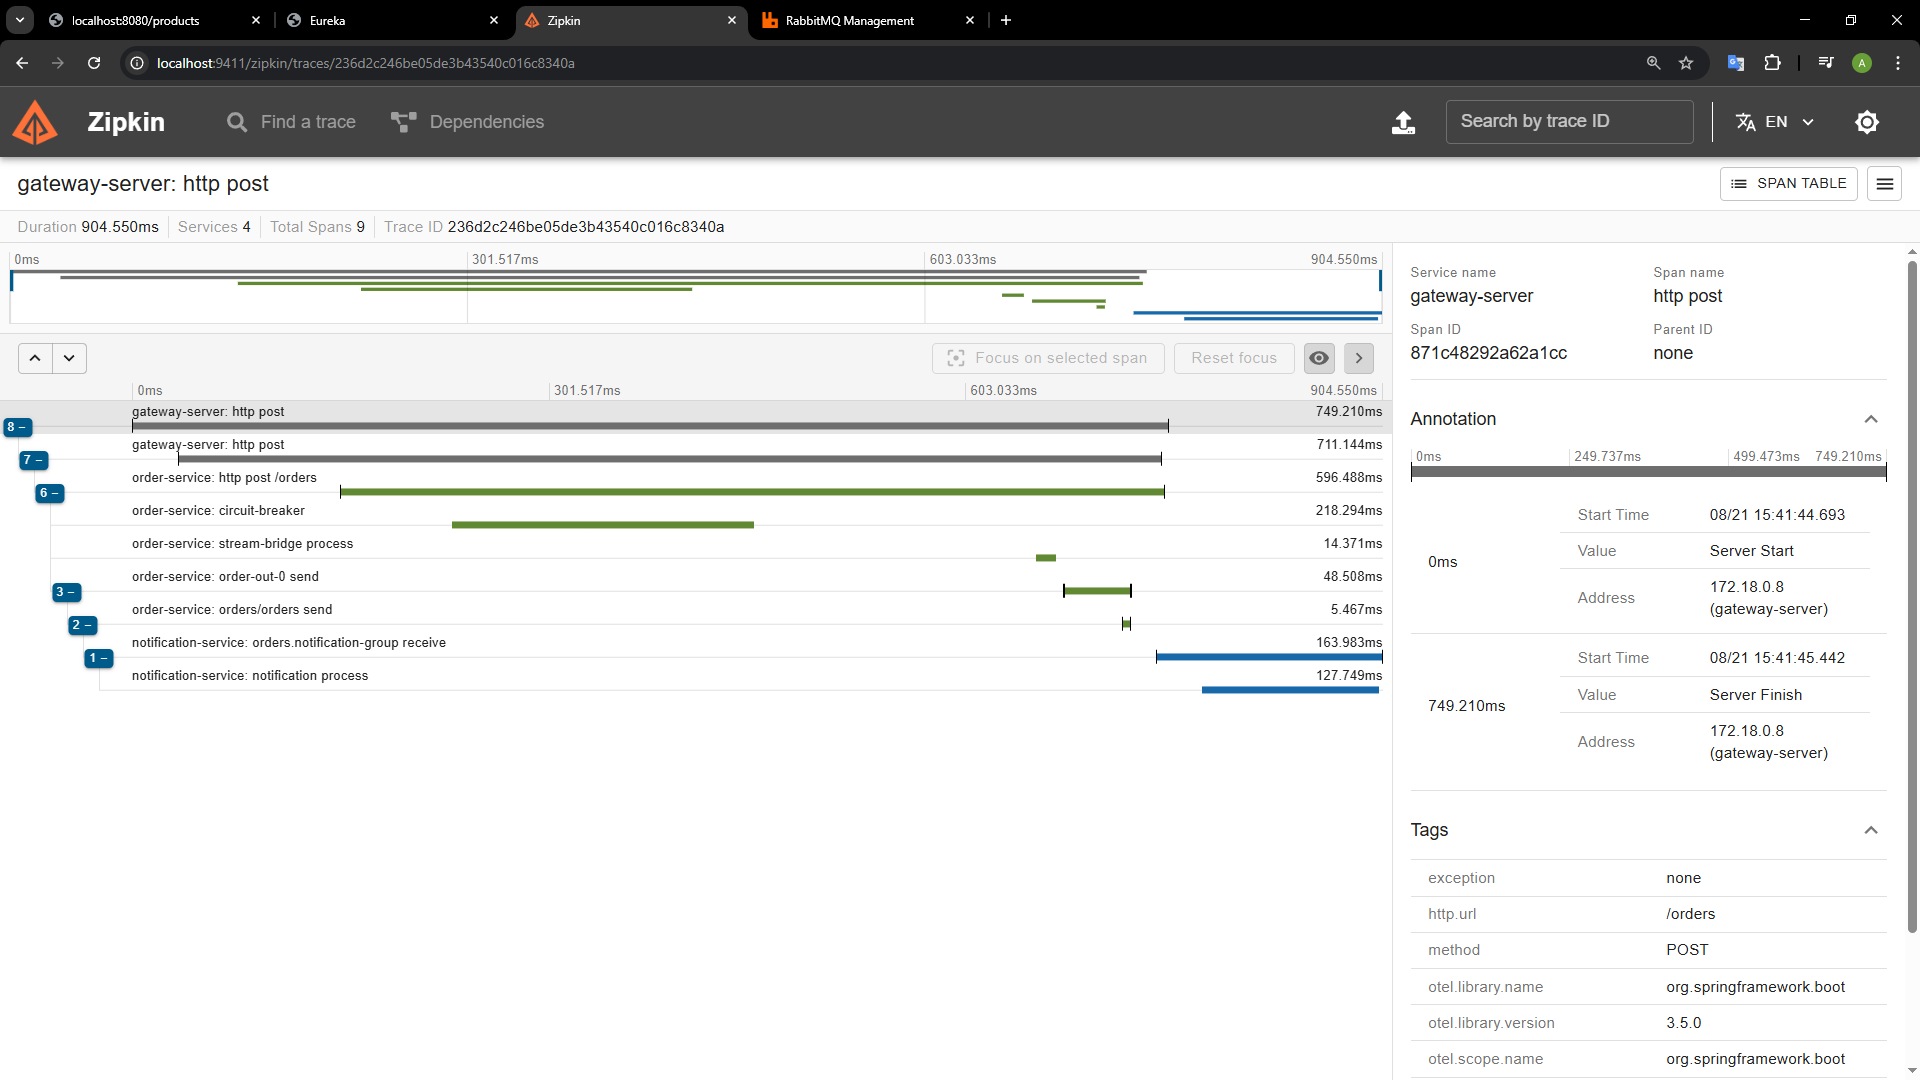 localhost:8080/products
Eureka
Zipkin
RabbitMQ Management
localhost:9411/zipkin/traces/236d2c246be05de3b43540c016c8340a
A
Zipkin
Find a trace
Dependencies
Search by trace ID
EN
gateway-server: http post
SPAN TABLE
Duration 904.550ms Services 4 Total Spans 9 Trace ID 236d2c246be05de3b43540c016c8340a
0ms 301.517ms 603.033ms 904.550ms
Focus on selected span
Reset focus
0ms 301.517ms 603.033ms 904.550ms
8 − gateway-server: http post 749.210ms
7 − gateway-server: http post 711.144ms
6 − order-service: http post /orders 596.488ms
order-service: circuit-breaker 218.294ms
order-service: stream-bridge process 14.371ms
3 − order-service: order-out-0 send 48.508ms
2 − order-service: orders/orders send 5.467ms
1 − notification-service: orders.notification-group receive 163.983ms
notification-service: notification process 127.749ms
Service name Span name
gateway-server http post
Span ID Parent ID
871c48292a62a1cc none
Annotation
0ms 249.737ms 499.473ms 749.210ms
0ms
Start Time 08/21 15:41:44.693
Value Server Start
Address 172.18.0.8
(gateway-server)
749.210ms
Start Time 08/21 15:41:45.442
Value Server Finish
Address 172.18.0.8
(gateway-server)
Tags
exception none
http.url /orders
method POST
otel.library.name org.springframework.boot
otel.library.version 3.5.0
otel.scope.name org.springframework.boot